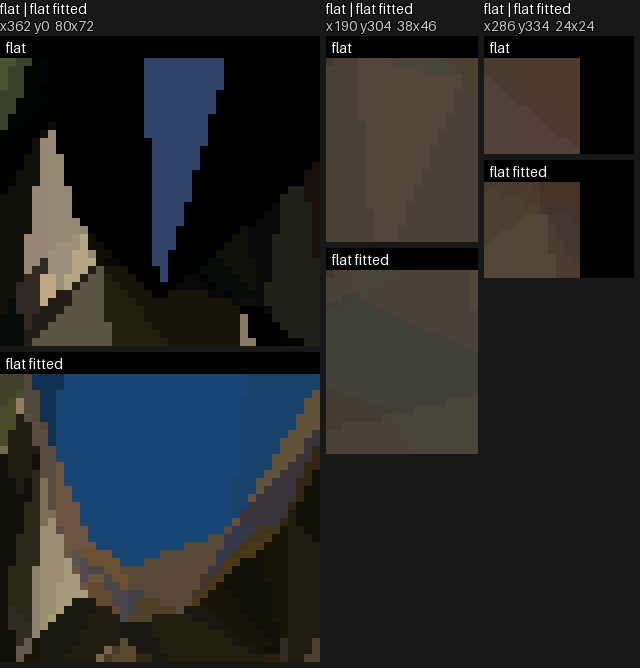 flat | flat fitted
x362 y0 80x72
flat
flat fitted
flat | flat fitted
x190 y304 38x46
flat
flat fitted
flat | flat fitted
x286 y334 24x24
flat
flat fitted